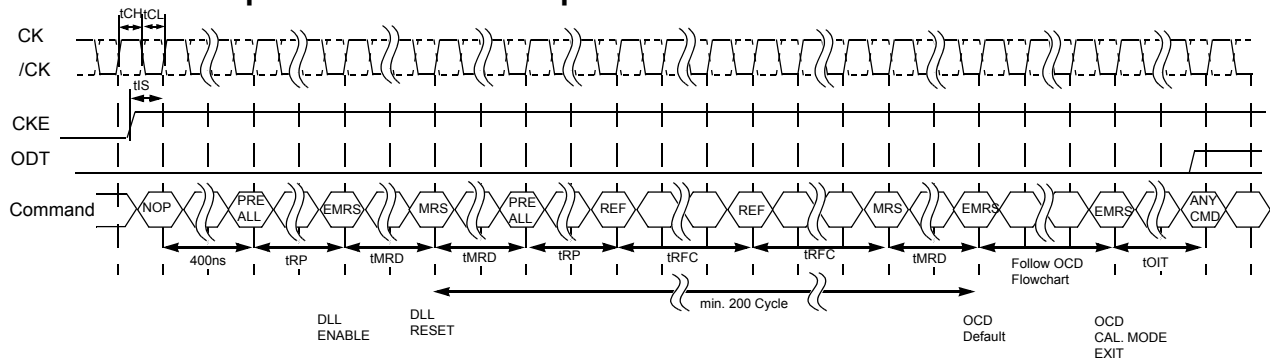 tCH tCL
CK
/CK
tIS
CKE
ODT
Command
NOP
PRE
ALL
EMRS
MRS
PRE
ALL
REF
REF
MRS
EMRS
EMRS
ANY
CMD
400ns
tRP
tMRD
tMRD
tRP
tRFC
tRFC
tMRD
Follow OCD
Flowchart
tOIT
min. 200 Cycle
DLL
ENABLE
DLL
RESET
OCD
Default
OCD
CAL. MODE
EXIT